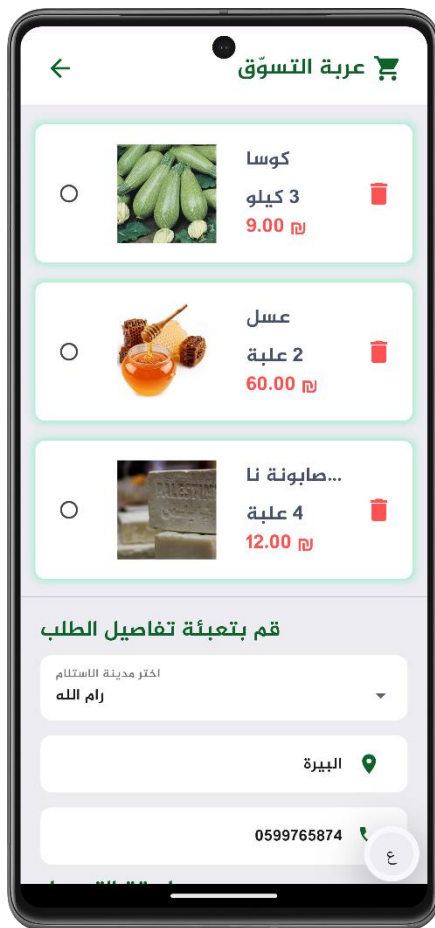 عربة التسوّق
كوسا
3 كيلو
9.00 ₪
عسل
2 علبة
60.00 ₪
صابونة نا...
4 علبة
12.00 ₪
قم بتعبئة تفاصيل الطلب
اختر مدينة الاستلام
رام الله
البيرة
0599765874
ع